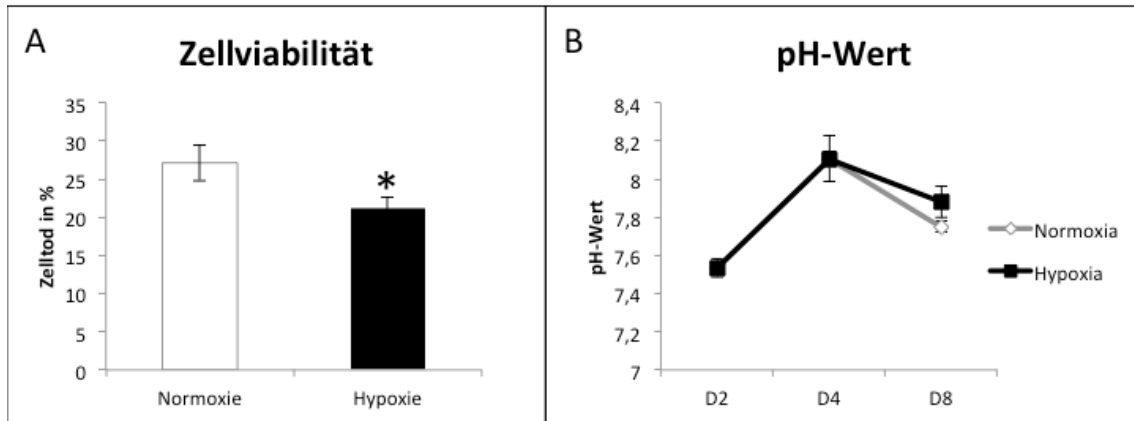 A
Zellviabilität
Zelltod in %
35
30
25
20
15
10
5
0
*
Normoxie
Hypoxie
B
pH-Wert
pH-Wert
8,4
8,2
8
7,8
7,6
7,4
7,2
7
D2
D4
D8
Normoxia
Hypoxia